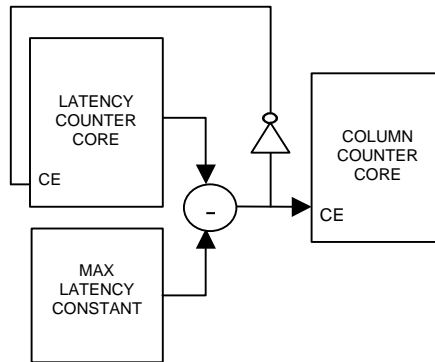 LATENCY
COUNTER
CORE
CE
COLUMN
COUNTER
CORE
CE
-
MAX
LATENCY
CONSTANT